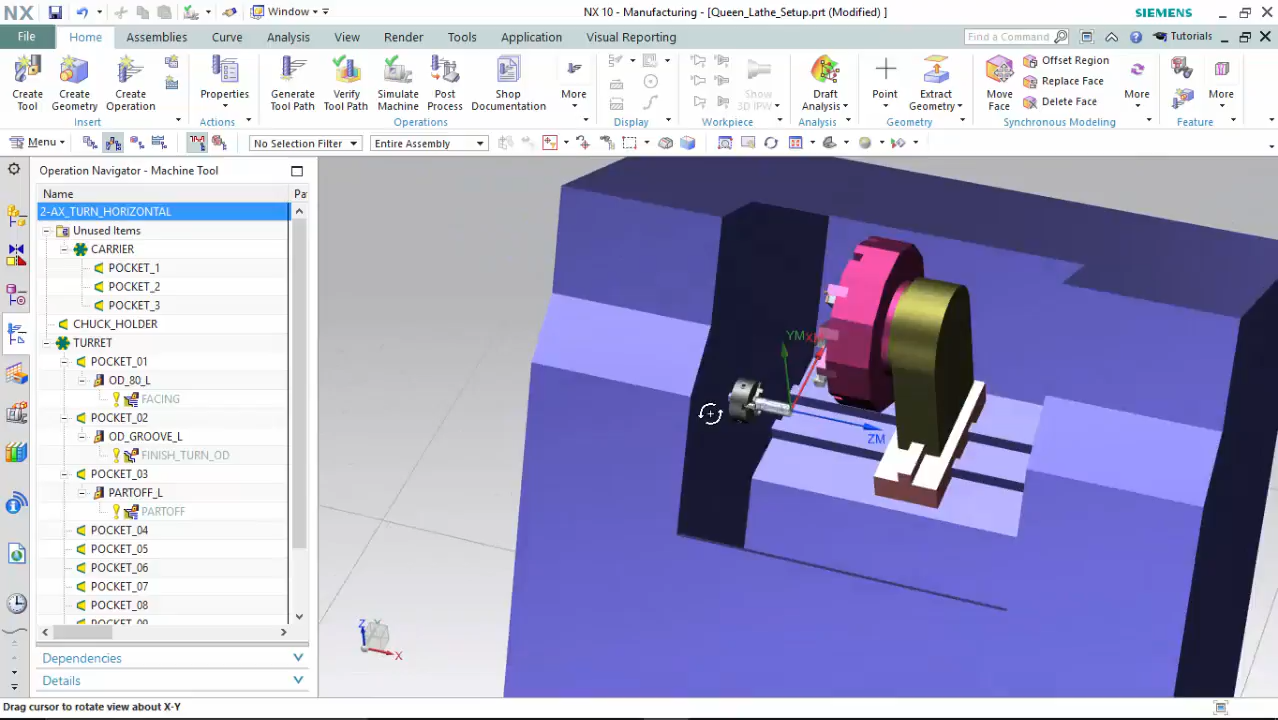 NX
Window
NX 10 - Manufacturing - [Queen_Lathe_Setup.prt (Modified) ]
SIEMENS
File
Home
Assemblies
Curve
Analysis
View
Render
Tools
Application
Visual Reporting
Find a Command
Tutorials
Create Tool
Create Geometry
Create Operation
Properties
Generate Tool Path
Verify Tool Path
Simulate Machine
Post Process
Shop Documentation
More
Show 3D IPW
Draft Analysis
Point
Extract Geometry
Move Face
Offset Region
Replace Face
Delete Face
More
More
Insert
Actions
Operations
Display
Workpiece
Analysis
Geometry
Synchronous Modeling
Feature
Menu
No Selection Filter
Entire Assembly
Operation Navigator - Machine Tool
Name
Pa
2-AX_TURN_HORIZONTAL
Unused Items
CARRIER
POCKET_1
POCKET_2
POCKET_3
CHUCK_HOLDER
TURRET
POCKET_01
OD_80_L
FACING
POCKET_02
OD_GROOVE_L
FINISH_TURN_OD
POCKET_03
PARTOFF_L
PARTOFF
POCKET_04
POCKET_05
POCKET_06
POCKET_07
POCKET_08
Dependencies
Details
YM
ZM
Z
Y
X
Drag cursor to rotate view about X-Y